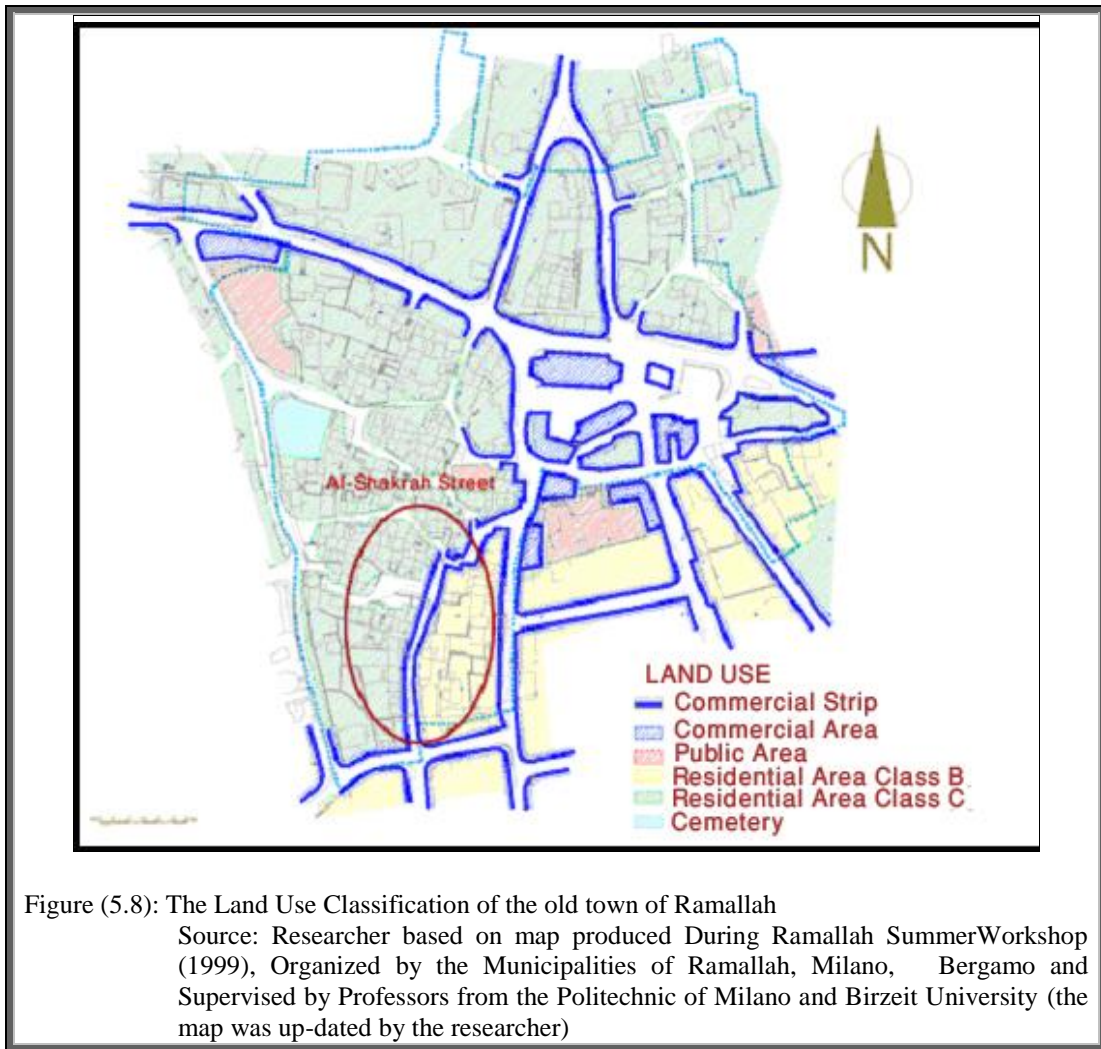 N
Al-Shakrah Street
LAND USE
Commercial Strip
Commercial Area
Public Area
Residential Area Class B
Residential Area Class C
Cemetery
Figure (5.8): The Land Use Classification of the old town of Ramallah
Source: Researcher based on map produced During Ramallah SummerWorkshop
(1999), Organized by the Municipalities of Ramallah, Milano, Bergamo and
Supervised by Professors from the Politechnic of Milano and Birzeit University (the
map was up-dated by the researcher)